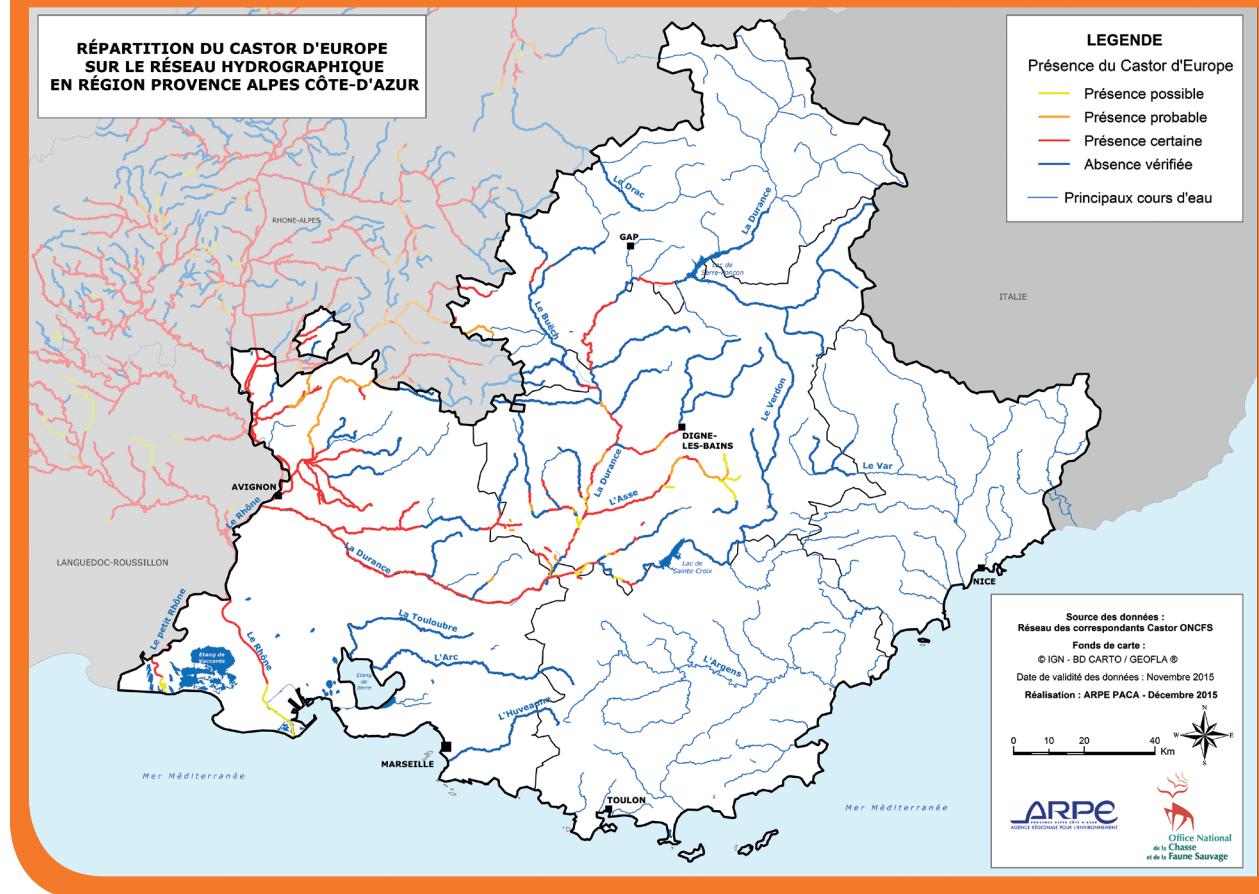 RÉPARTITION DU CASTOR D'EUROPE
SUR LE RÉSEAU HYDROGRAPHIQUE
EN RÉGION PROVENCE ALPES CÔTE-D'AZUR
LEGENDE
Présence du Castor d'Europe
Présence possible
Présence probable
Présence certaine
Absence vérifiée
Principaux cours d'eau
Le Drac
La Durance
RHONE-ALPES
GAP
Lac de
Serre-Ponçon
ITALIE
Le Buëch
Le Verdon
DIGNE-
LES-BAINS
Le Var
La Durance
L'Asse
AVIGNON
Le Rhône
La Durance
LANGUEDOC-ROUSSILLON
Lac de
Sainte-Croix
NICE
Le petit Rhône
Le Rhône
La Touloubre
Etang de
Vaccarès
L'Arc
Etang
de
Berre
L'Argens
L'Huveaune
MARSEILLE
TOULON
Mer Méditerranée
Mer Méditerranée
Source des données :
Réseau des correspondants Castor ONCFS
Fonds de carte :
© IGN - BD CARTO / GEOFLA ®
Date de validité des données : Novembre 2015
Réalisation : ARPE PACA - Décembre 2015
N
W
E
S
0 10 20 40
Km
ARPE
PROVENCE ALPES CÔTE D'AZUR
AGENCE RÉGIONALE POUR L'ENVIRONNEMENT
Office National
de la Chasse
et de la Faune Sauvage